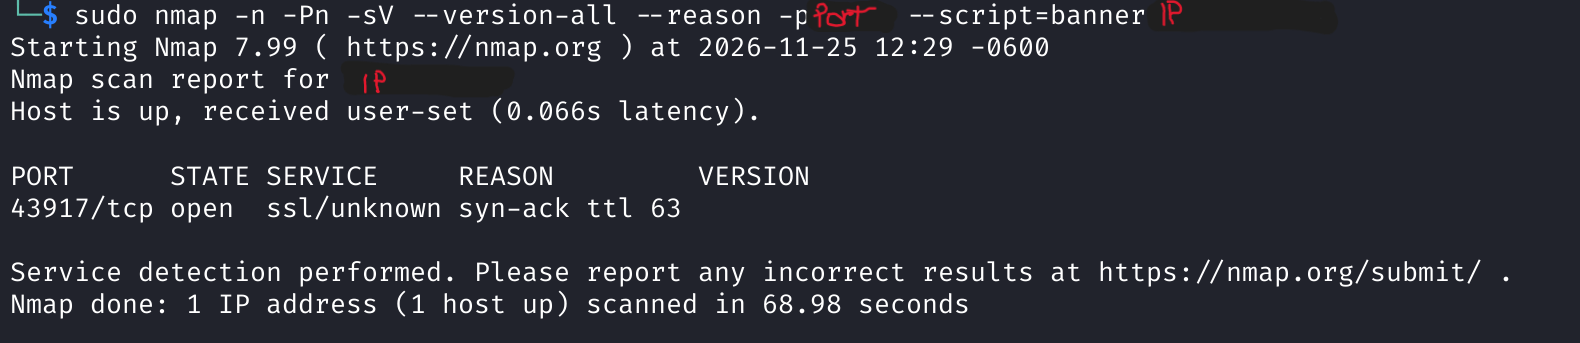 └─$ sudo nmap -n -Pn -sV --version-all --reason -pPort --script=banner IP
Starting Nmap 7.99 ( https://nmap.org ) at 2026-11-25 12:29 -0600
Nmap scan report for IP
Host is up, received user-set (0.066s latency).
PORT      STATE SERVICE     REASON         VERSION
43917/tcp open  ssl/unknown syn-ack ttl 63
Service detection performed. Please report any incorrect results at https://nmap.org/submit/ .
Nmap done: 1 IP address (1 host up) scanned in 68.98 seconds